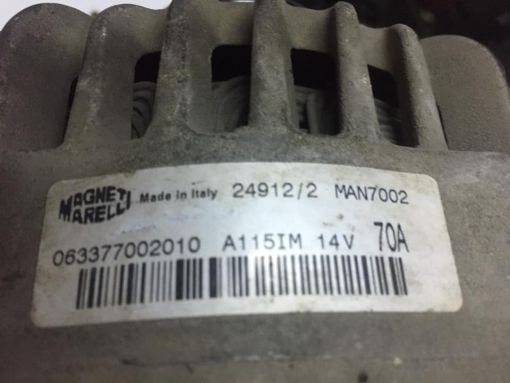 MAGNETI MARELLI Made in Italy 24912/2 MAN7002
063377002010 A115IM 14V 70A